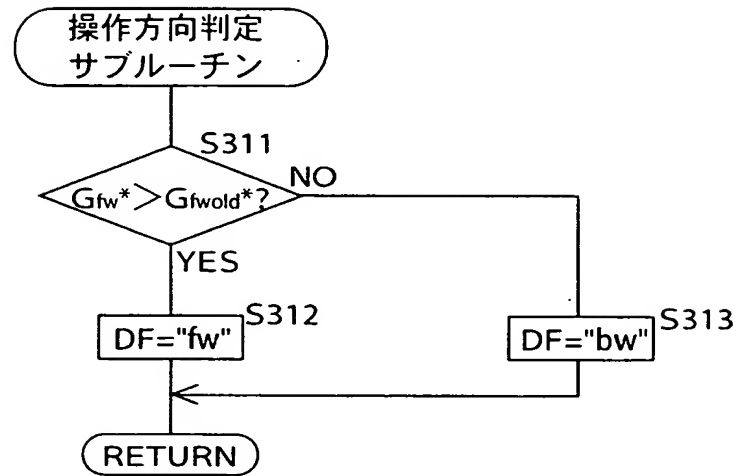 操作方向判定
サブルーチン
S311
Gfw*>Gfwold*?
NO
YES
S312
DF="fw"
S313
DF="bw"
RETURN